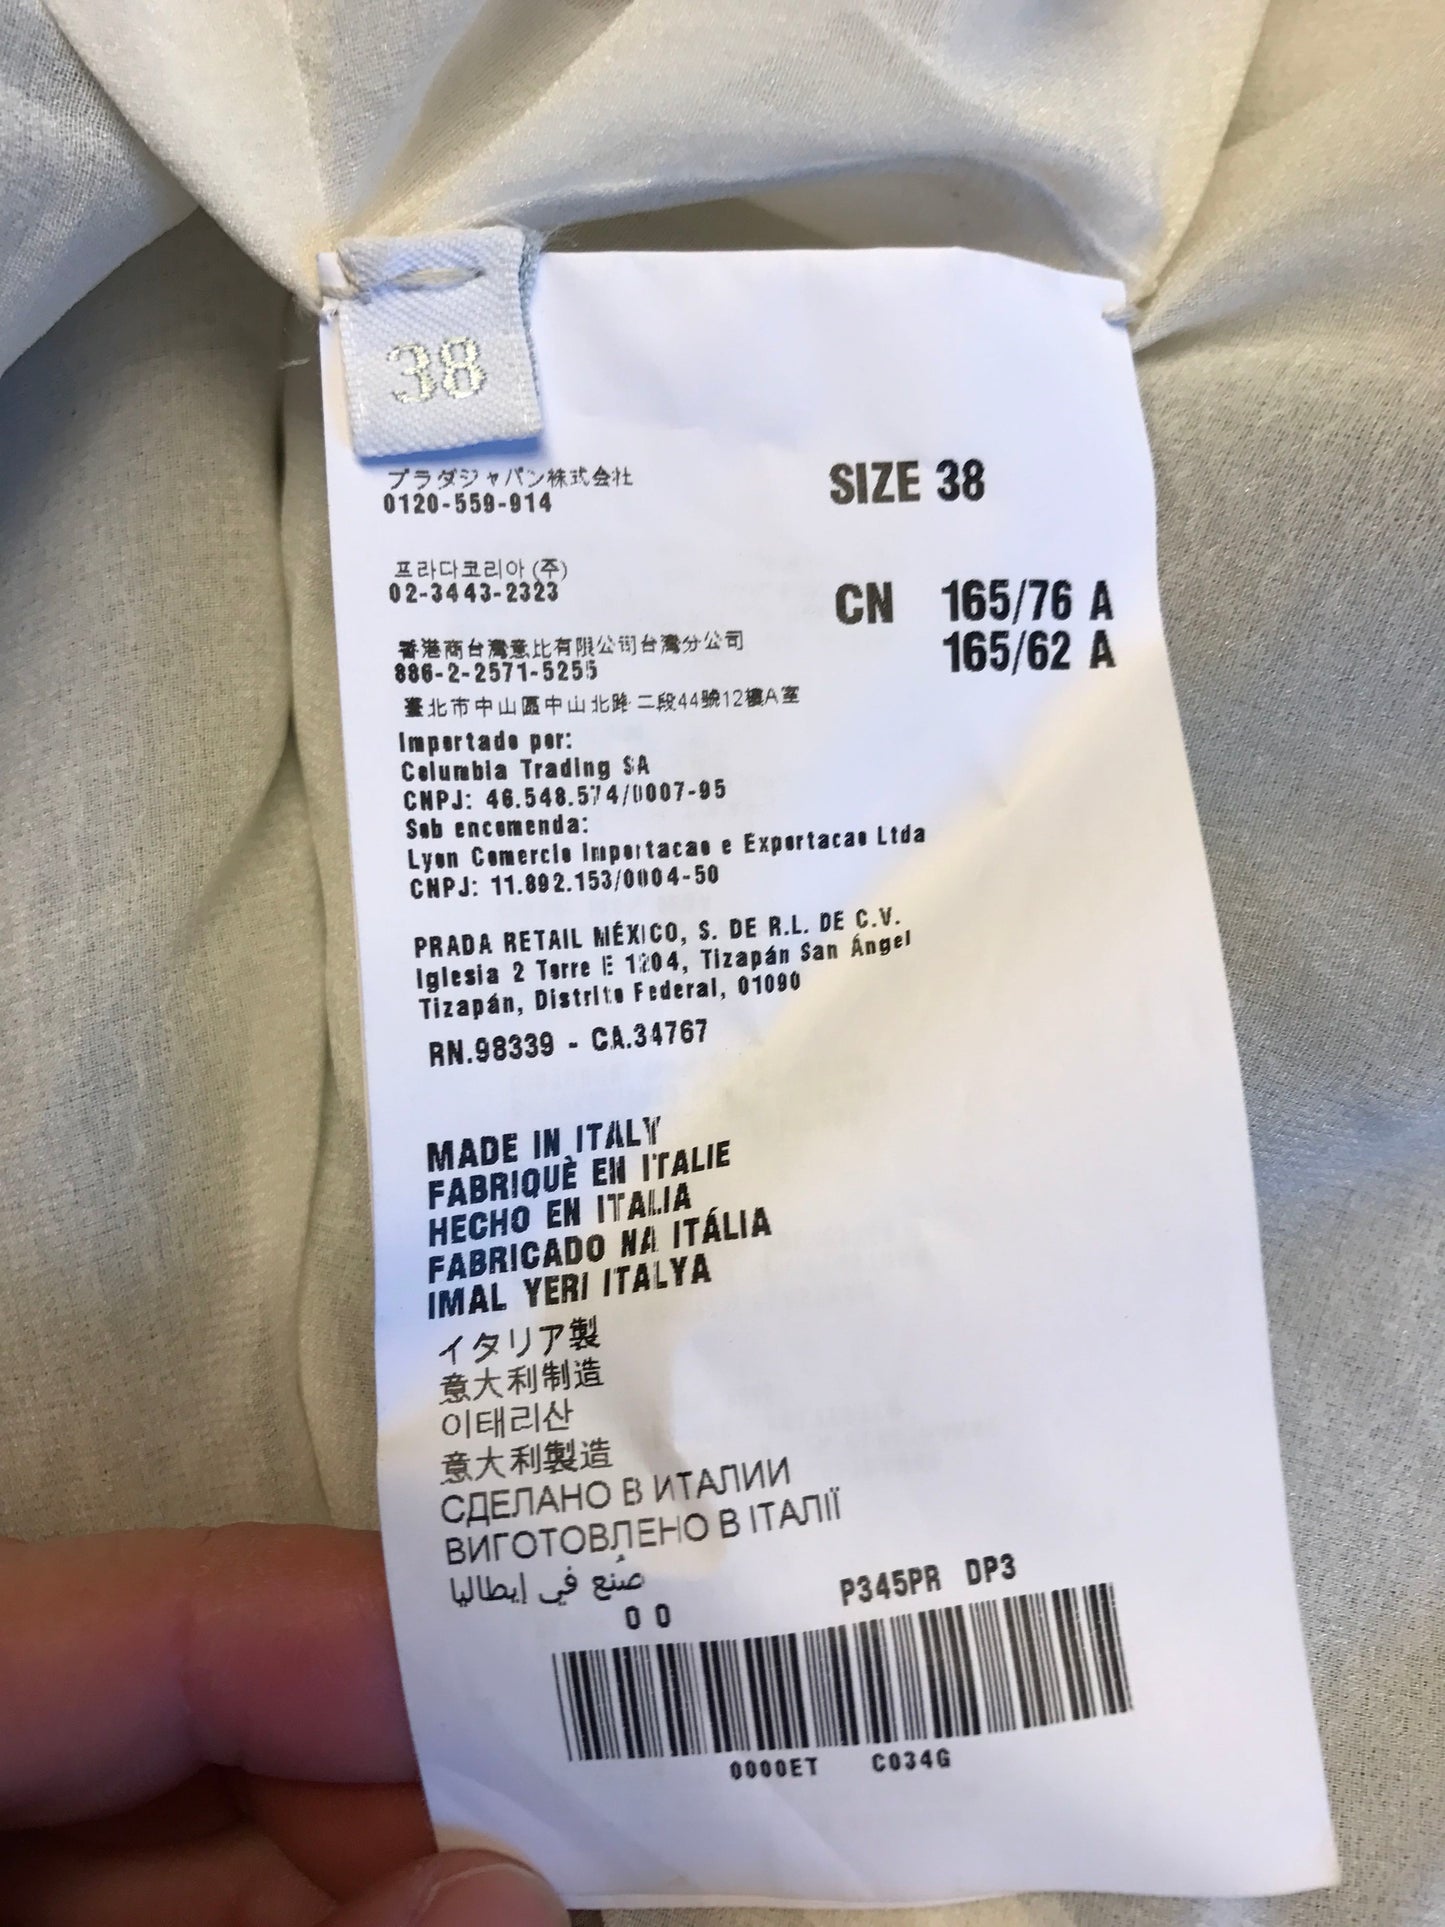 38
プラダジャパン株式会社
0120-559-914
SIZE 38
프라다코리아 (주)
02-3443-2323
CN 165/76 A
165/62 A
香港商台灣意比有限公司台灣分公司
886-2-2571-5255
臺北市中山區中山北路二段44號12樓A室
Importado por:
Columbia Trading SA
CNPJ: 46.548.574/0007-95
Sob encomenda:
Lyon Comercio Importacao e Exportacao Ltda
CNPJ: 11.892.153/0004-50
PRADA RETAIL MÉXICO, S. DE R.L. DE C.V.
Iglesia 2 Torre E 1204, Tizapán San Ángel
Tizapán, Distrito Federal, 01090
RN.98339 - CA.34767
MADE IN ITALY
FABRIQUÈ EN ITALIE
HECHO EN ITALIA
FABRICADO NA ITÁLIA
IMAL YERI ITALYA
イタリア製
意大利制造
이태리산
意大利製造
СДЕЛАНО В ИТАЛИИ
ВИГОТОВЛЕНО В ІТАЛІЇ
صُنع في إيطاليا
0 0
P345PR DP3
0000ET C034G